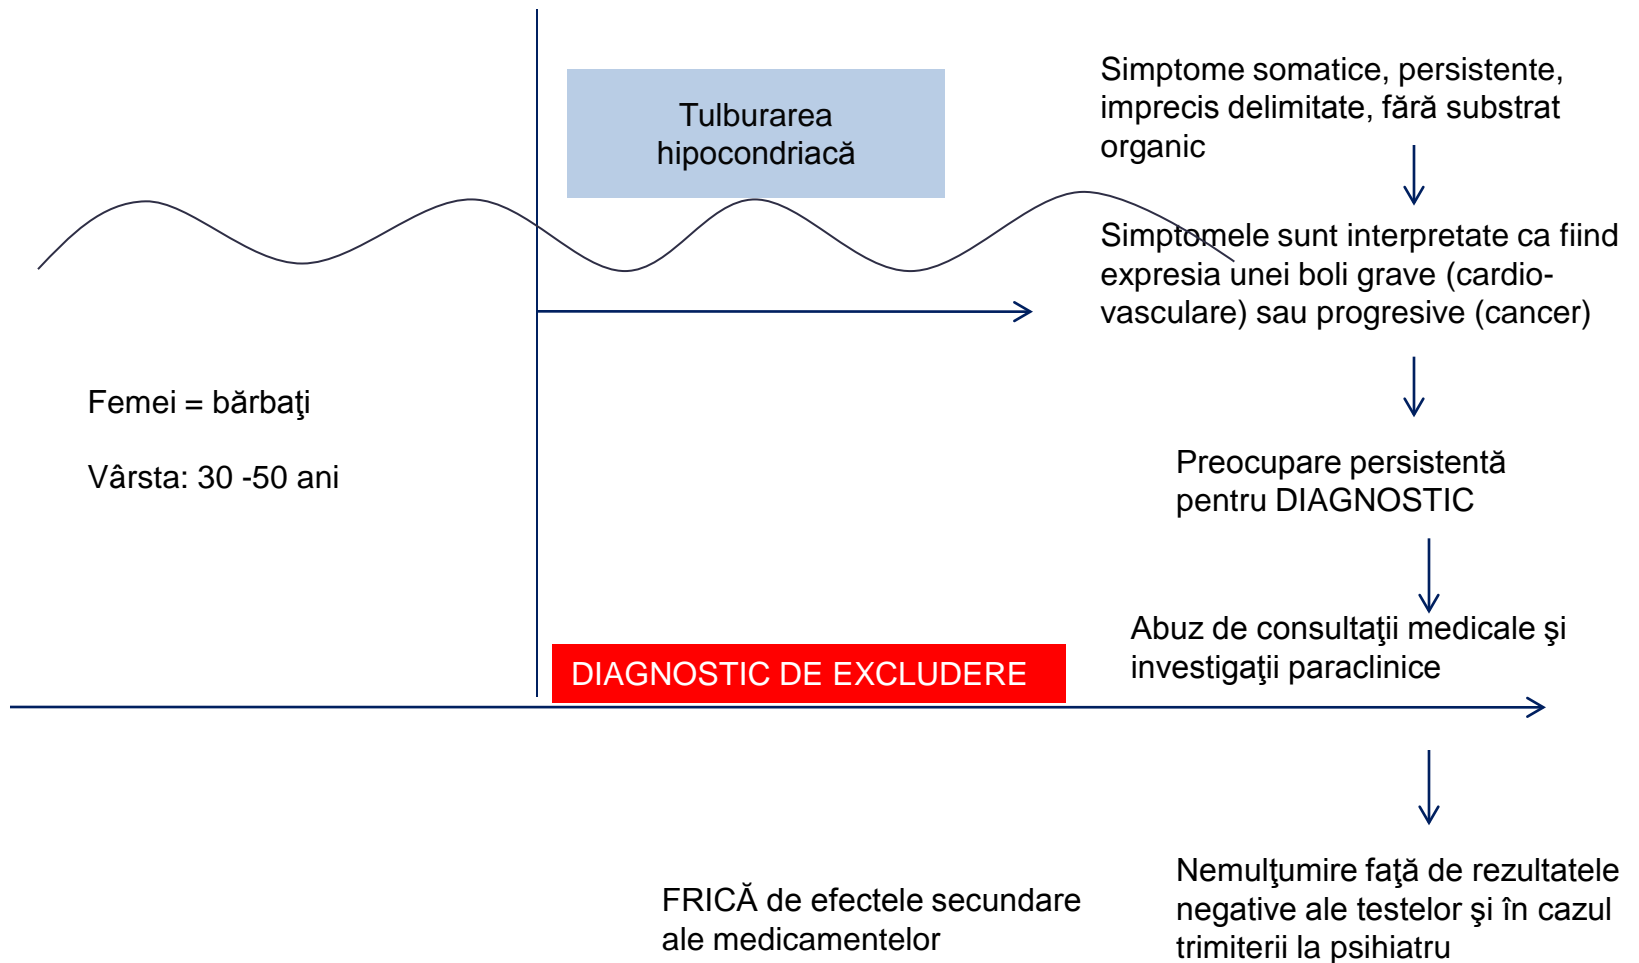 Tulburarea
hipocondriacă
Simptome somatice, persistente,
imprecis delimitate, fără substrat
organic
Simptomele sunt interpretate ca fiind
expresia unei boli grave (cardio-
vasculare) sau progresive (cancer)
Femei = bărbaţi
Vârsta: 30 -50 ani
Preocupare persistentă
pentru DIAGNOSTIC
Abuz de consultaţii medicale şi
investigaţii paraclinice
DIAGNOSTIC DE EXCLUDERE
FRICĂ de efectele secundare
ale medicamentelor
Nemulţumire faţă de rezultatele
negative ale testelor şi în cazul
trimiterii la psihiatru